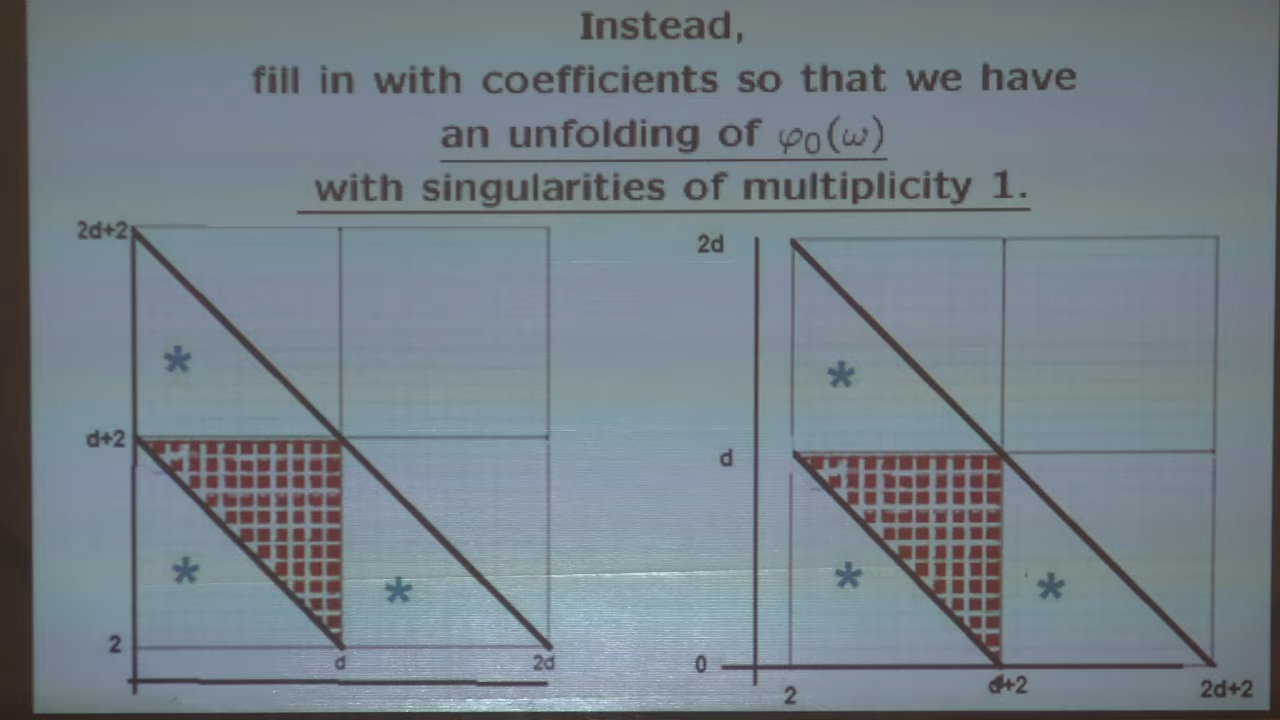 Instead,
fill in with coefficients so that we have
an unfolding of φ₀(ω)
with singularities of multiplicity 1.
2d+2
*
d+2
*
*
2
d
2d
2d
*
d
*
*
0
2
d+2
2d+2